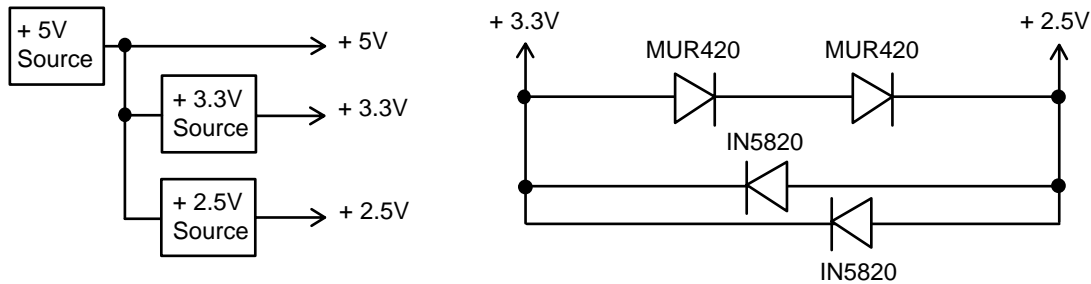 + 5V
Source
+ 5V
+ 3.3V
Source
+ 3.3V
+ 2.5V
Source
+ 2.5V
+ 3.3V
+ 2.5V
MUR420
MUR420
IN5820
IN5820